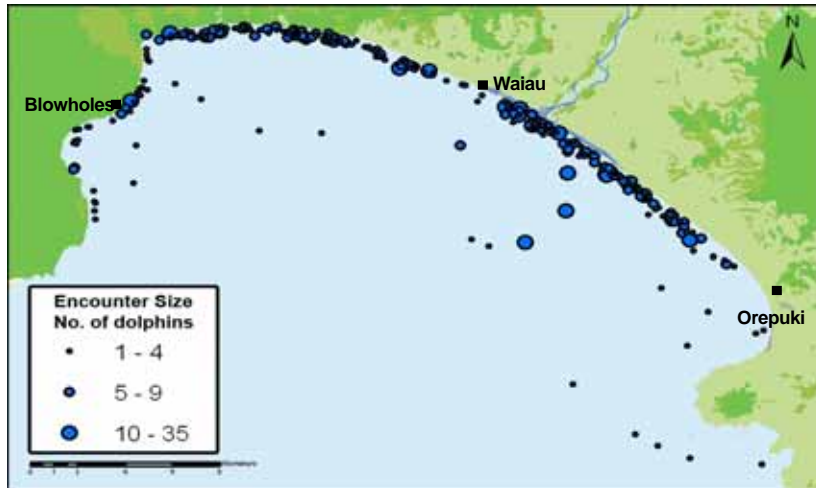 N
Waiau
Blowholes
Orepuki
Encounter Size
No. of dolphins
1 - 4
5 - 9
10 - 35